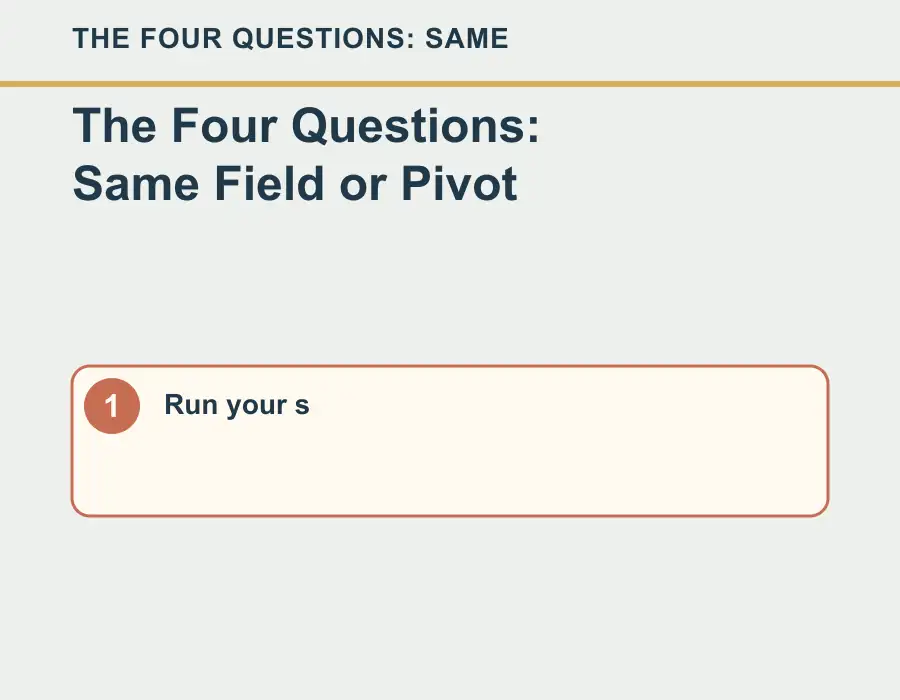 THE FOUR QUESTIONS: SAME
The Four Questions:
Same Field or Pivot
1
Run your s